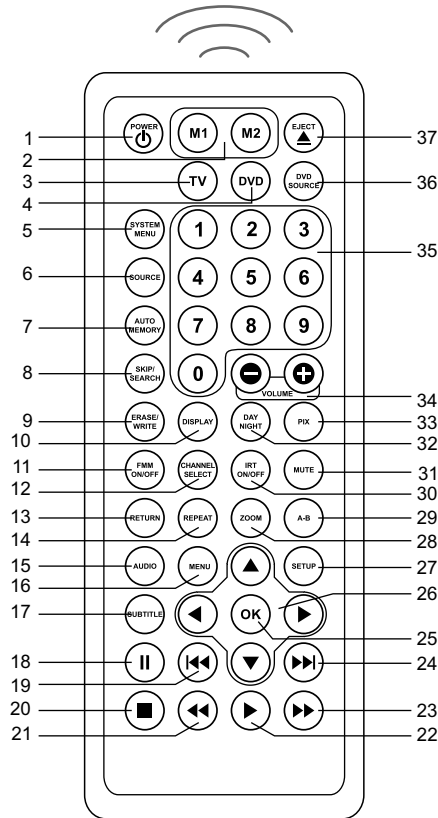 POWER
M1
M2
EJECT
1
37
2
3
TV
DVD
DVD
SOURCE
36
4
5
SYSTEM
MENU
1
2
3
35
6
SOURCE
4
5
6
7
AUTO
MEMORY
7
8
9
8
SKIP/
SEARCH
0
VOLUME
34
9
ERASE/
WRITE
DISPLAY
DAY
NIGHT
PIX
33
10
32
11
FMM
ON/OFF
CHANNEL
SELECT
IRT
ON/OFF
MUTE
31
12
30
13
RETURN
REPEAT
ZOOM
A-B
29
14
28
15
AUDIO
MENU
SETUP
27
16
26
17
SUBTITLE
OK
25
18
24
19
20
23
21
22